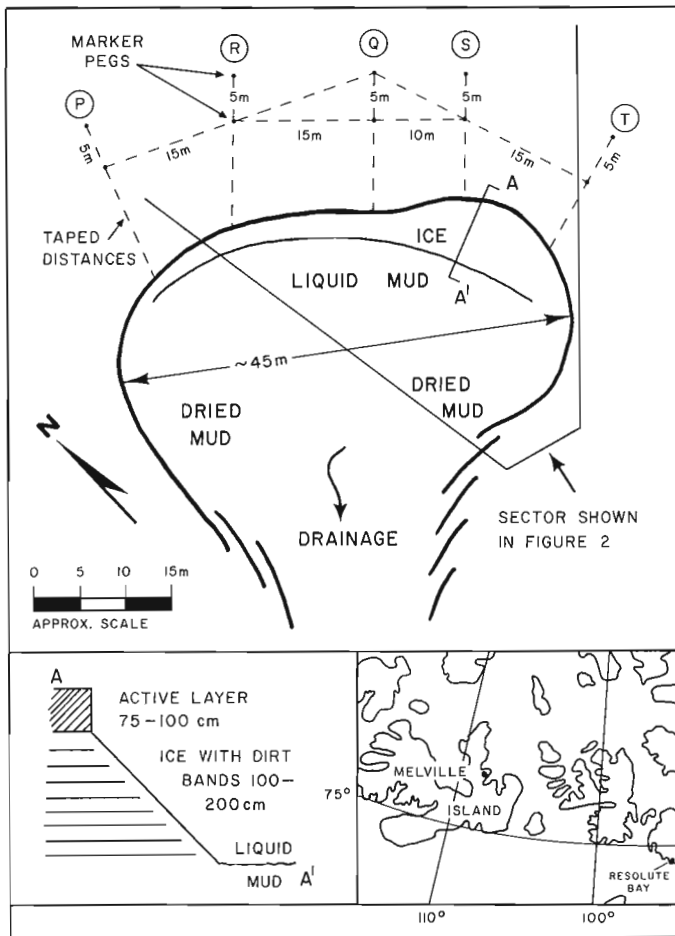 MARKER
PEGS
R
Q
S
P
T
5m
5m
5m
5m
5m
15m
15m
10m
15m
A
TAPED
DISTANCES
ICE
LIQUID MUD
A'
~45m
DRIED
MUD
DRIED
MUD
N
DRAINAGE
SECTOR SHOWN
IN FIGURE 2
0 5 10 15m
APPROX. SCALE
A
ACTIVE LAYER
75-100 cm
ICE WITH DIRT
BANDS 100-
200cm
LIQUID
MUD A'
75°
MELVILLE
ISLAND
RESOLUTE
BAY
110° 100°